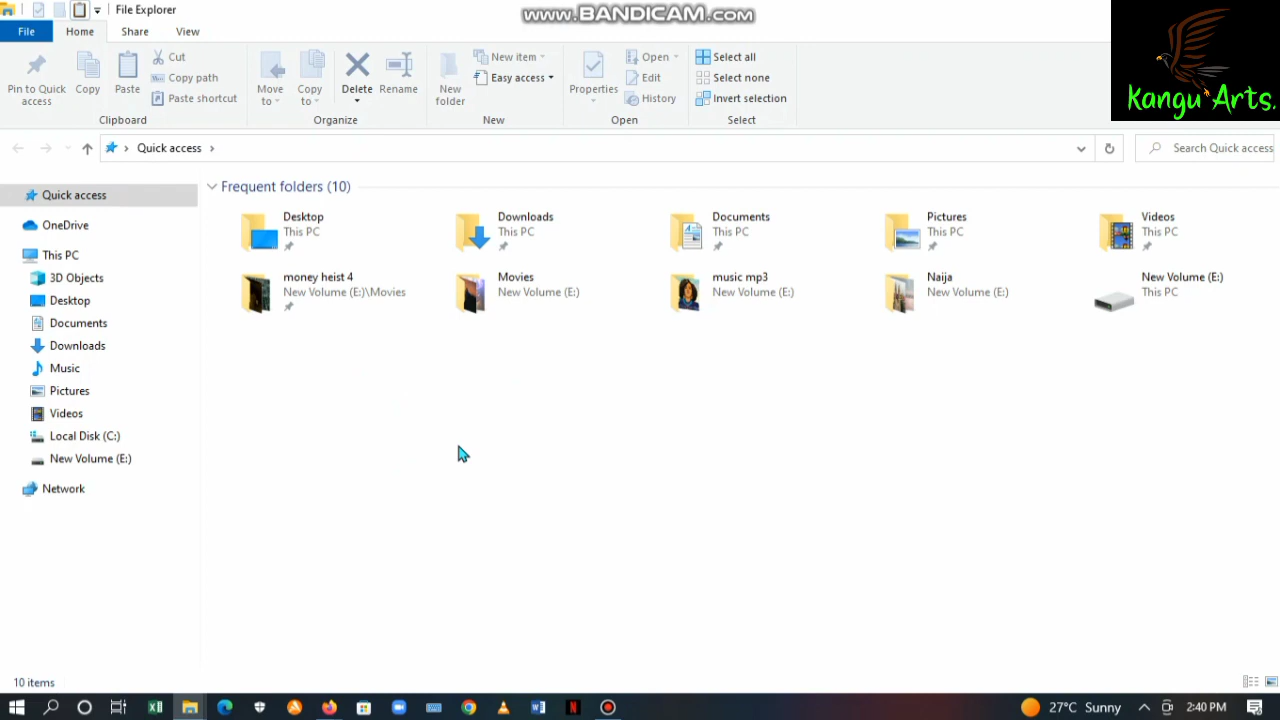 File Explorer
www.BANDICAM.com
File Home Share View
Kangu Arts.
Pin to Quick access
Copy
Paste
Cut
Copy path
Paste shortcut
Clipboard
Move to
Copy to
Delete
Rename
Organize
New folder
New item
Easy access
New
Properties
Open
Edit
History
Open
Select all
Select none
Invert selection
Select
Quick access
Search Quick access
Quick access
OneDrive
This PC
3D Objects
Desktop
Documents
Downloads
Music
Pictures
Videos
Local Disk (C:)
New Volume (E:)
Network
Frequent folders (10)
Desktop
This PC
Downloads
This PC
Documents
This PC
Pictures
This PC
Videos
This PC
money heist 4
New Volume (E:)\Movies
Movies
New Volume (E:)
music mp3
New Volume (E:)
Naija
New Volume (E:)
New Volume (E:)
This PC
10 items
27°C Sunny
2:40 PM